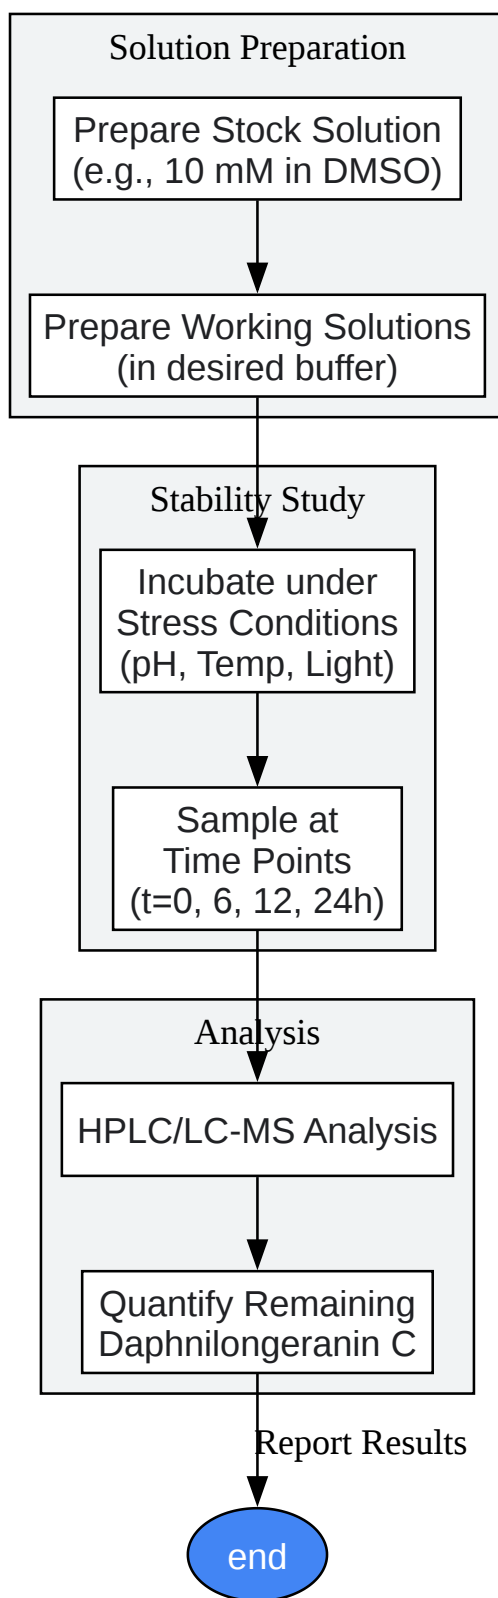 Solution Preparation
Prepare Stock Solution
(e.g., 10 mM in DMSO)
Prepare Working Solutions
(in desired buffer)
Stability Study
Incubate under
Stress Conditions
(pH, Temp, Light)
Sample at
Time Points
(t=0, 6, 12, 24h)
Analysis
HPLC/LC-MS Analysis
Quantify Remaining
Daphnilongeranin C
Report Results
end